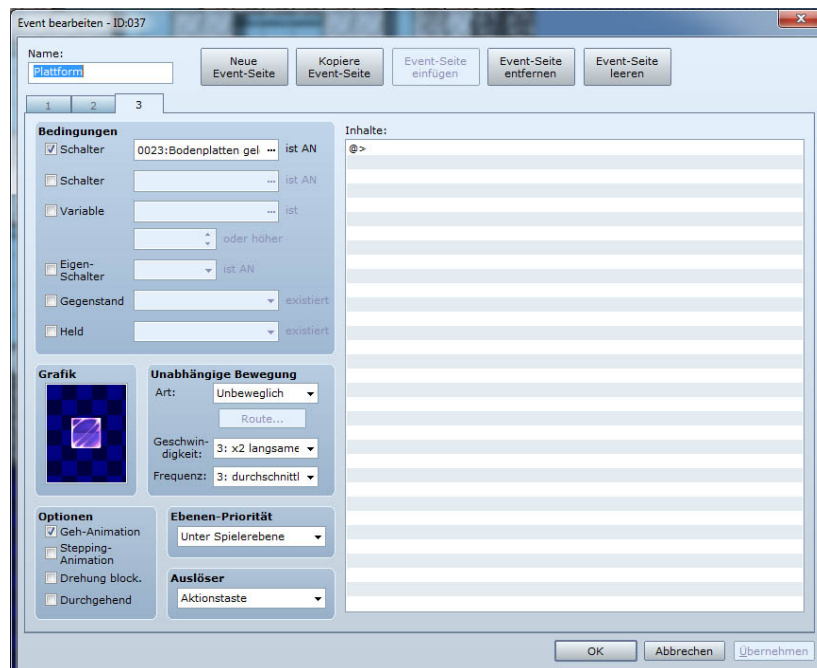 Event bearbeiten - ID:037
Name:
Plattform
Neue Event-Seite
Kopiere Event-Seite
Event-Seite einfügen
Event-Seite entfernen
Event-Seite leeren
1 2 3
Bedingungen
Schalter 0023:Bodenplatten gel ... ist AN
Schalter ... ist AN
Variable ... ist
oder höher
Eigen-
Schalter ist AN
Gegenstand existiert
Held existiert
Grafik
Unabhängige Bewegung
Art: Unbeweglich
Route...
Geschwin-
digkeit: 3: x2 langsame
Frequenz: 3: durchschnittl
Optionen
Geh-Animation
Stepping-
Animation
Drehung block.
Durchgehend
Ebenen-Priorität
Unter Spielerebene
Auslöser
Aktionstaste
Inhalte:
@>
OK Abbrechen Übernehmen